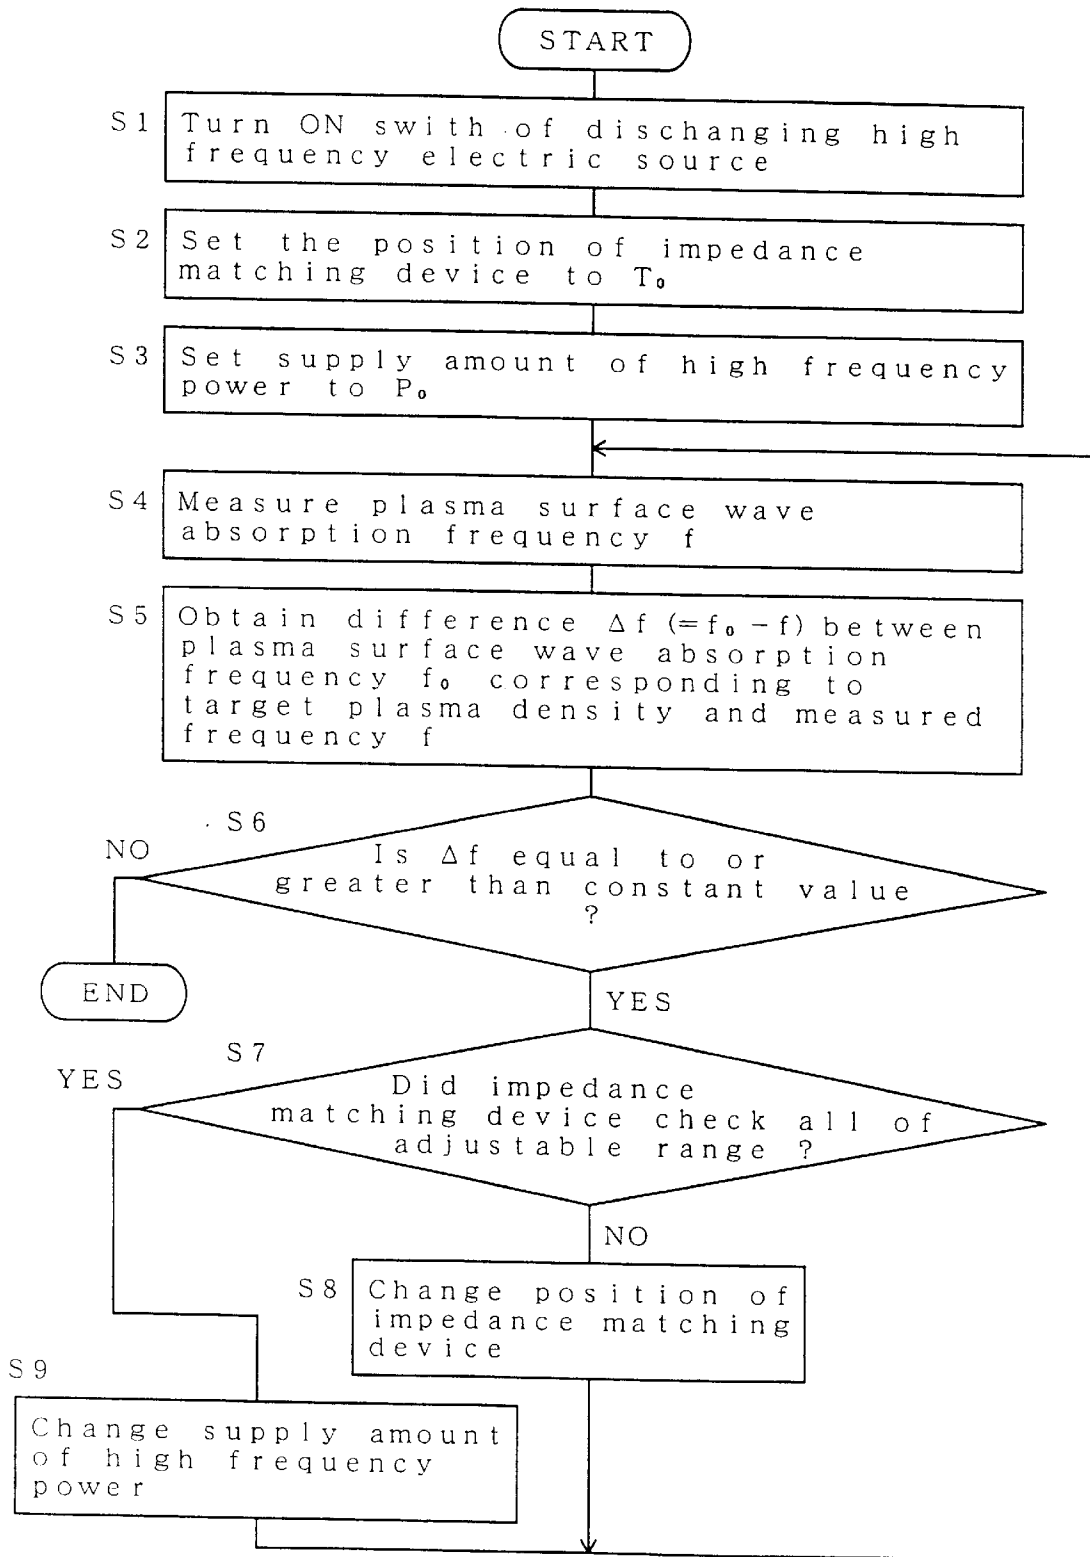 START
S1
Turn ON swith of dischanging high
frequency electric source
S2
Set the position of impedance
matching device to T₀
S3
Set supply amount of high frequency
power to P₀
S4
Measure plasma surface wave
absorption frequency f
S5
Obtain difference Δf (=f₀-f) between
plasma surface wave absorption
frequency f₀ corresponding to
target plasma density and measured
frequency f
S6
NO
Is Δf equal to or
greater than constant value
?
END
YES
S7
YES
Did impedance
matching device check all of
adjustable range ?
NO
S8
Change position of
impedance matching
device
S9
Change supply amount
of high frequency
power